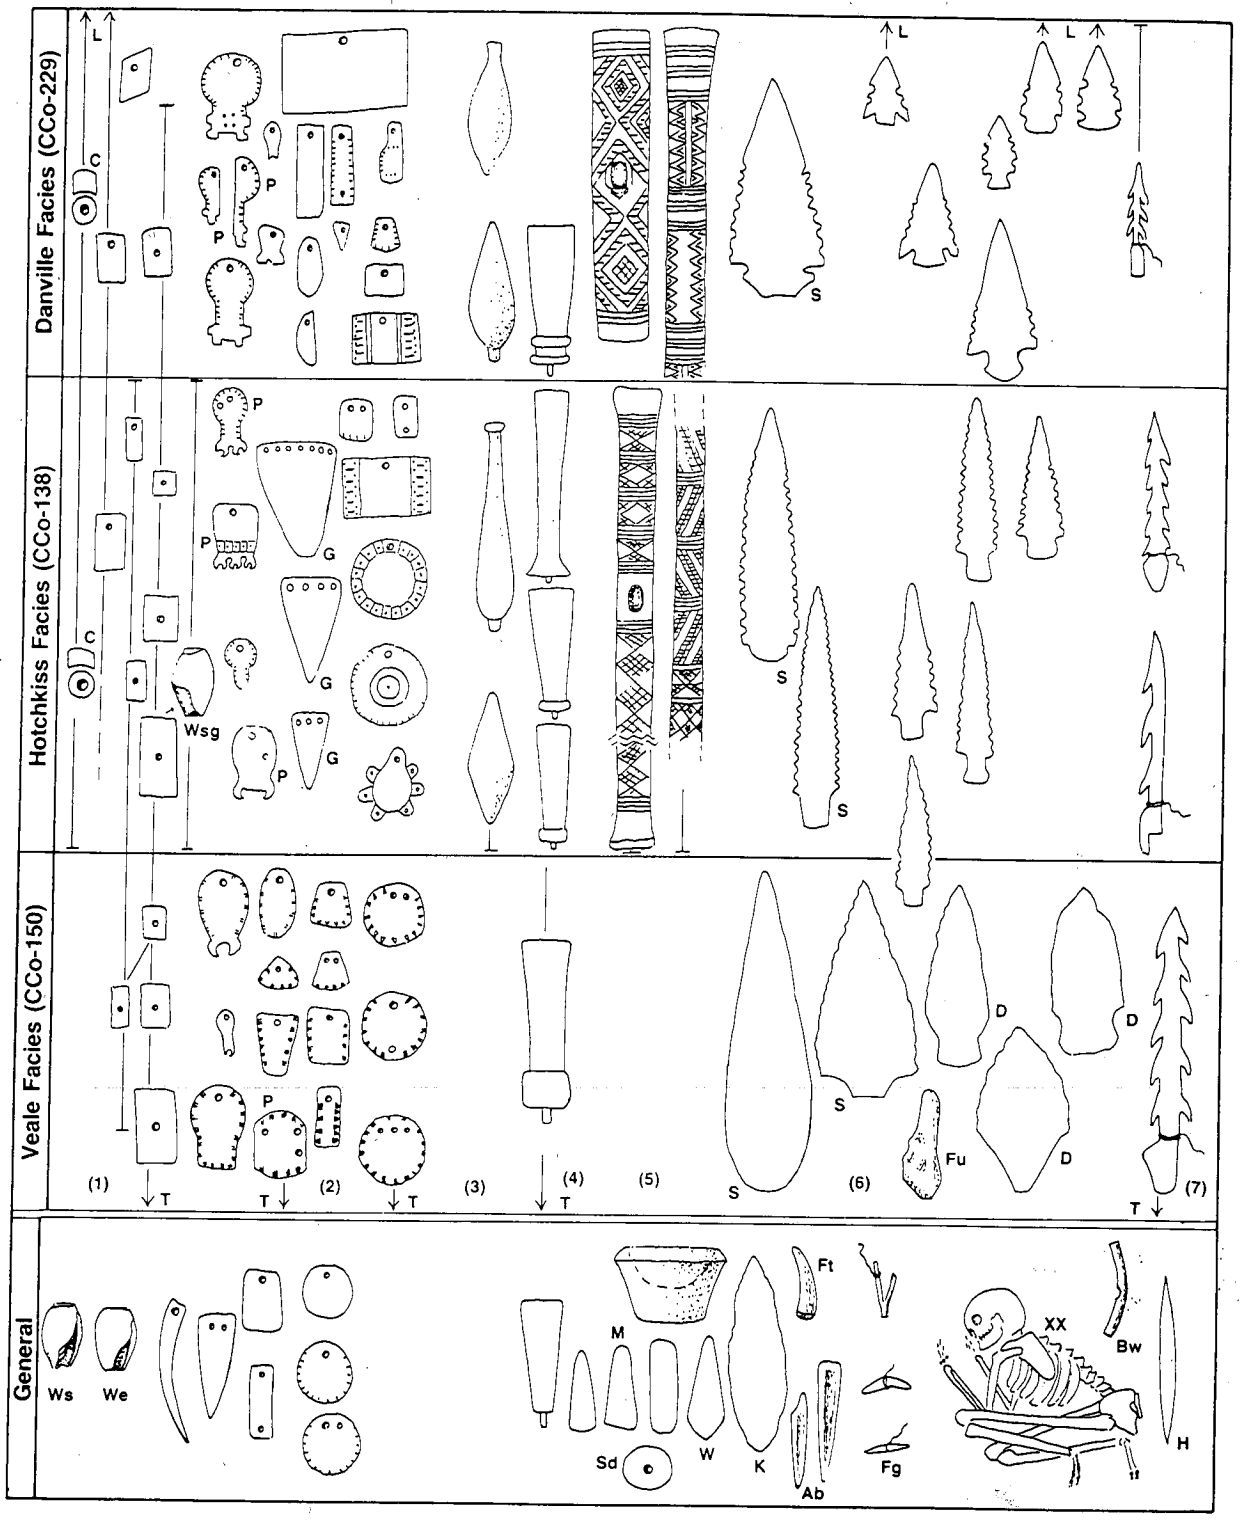 Danville Facies (CCo-229)
L
L
L
C
P
P
S
Hotchkiss Facies (CCo-138)
P
P
G
G
G
C
Wsg
P
S
S
Veale Facies (CCo-150)
P
D
D
D
S
S
Fu
(1)
(2)
(3)
(4)
(5)
(6)
(7)
T
T
T
T
T
General
Ws
We
M
Sd
W
K
Ft
Ab
Fg
XX
Bw
H